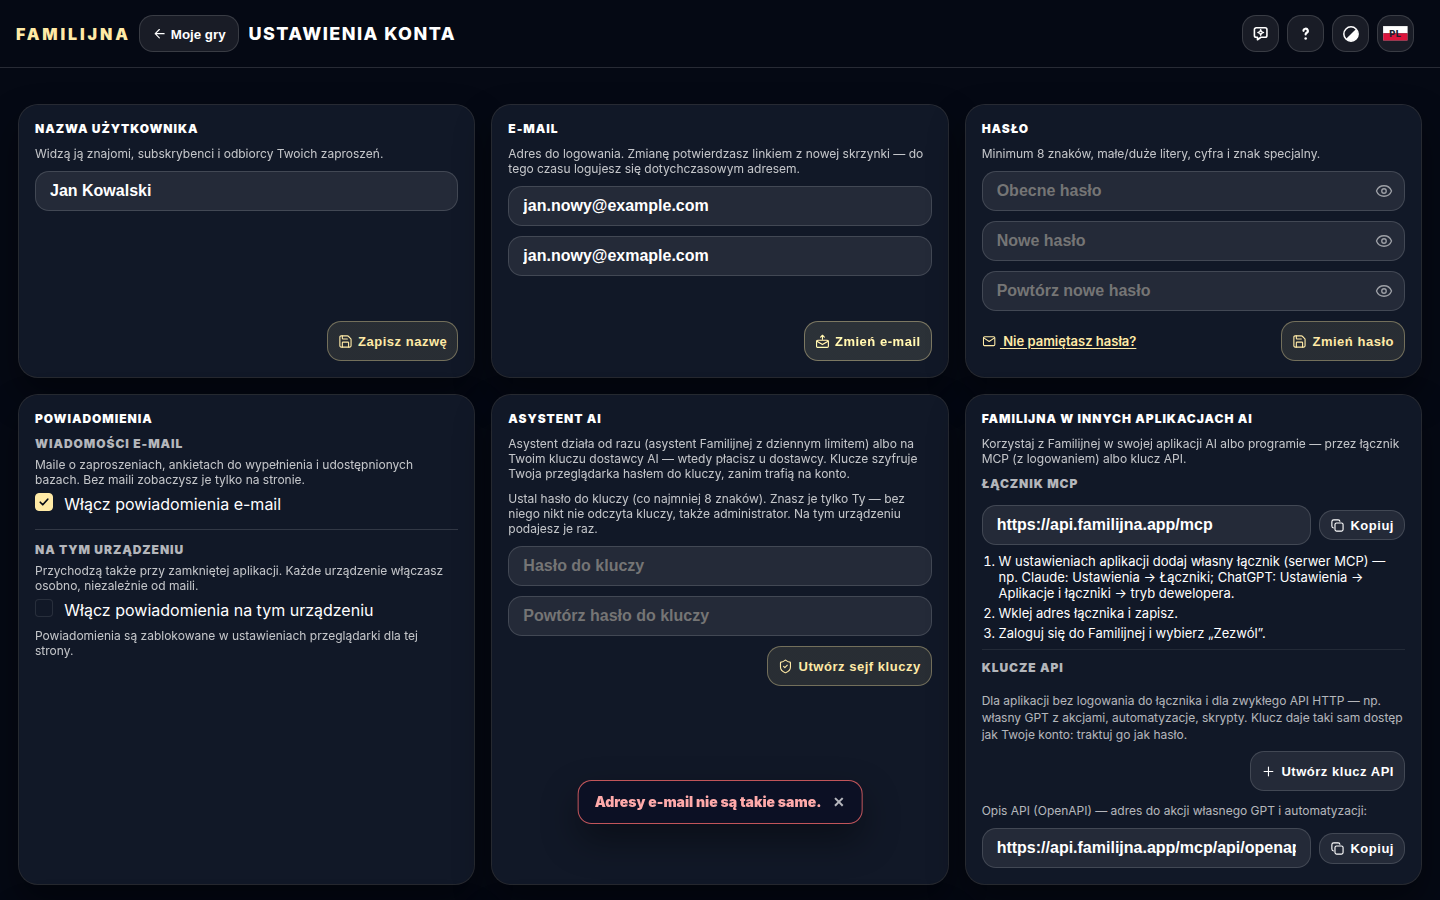 FAMILIJNA
Moje gry
USTAWIENIA KONTA
?
PL
NAZWA UŻYTKOWNIKA
Widzą ją znajomi, subskrybenci i odbiorcy Twoich zaproszeń.
Jan Kowalski
Zapisz nazwę
E-MAIL
Adres do logowania. Zmianę potwierdzasz linkiem z nowej skrzynki — do
tego czasu logujesz się dotychczasowym adresem.
jan.nowy@example.com
jan.nowy@exmaple.com
Zmień e-mail
HASŁO
Minimum 8 znaków, małe/duże litery, cyfra i znak specjalny.
Obecne hasło
Nowe hasło
Powtórz nowe hasło
Nie pamiętasz hasła?
Zmień hasło
POWIADOMIENIA
WIADOMOŚCI E-MAIL
Maile o zaproszeniach, ankietach do wypełnienia i udostępnionych
bazach. Bez maili zobaczysz je tylko na stronie.
Włącz powiadomienia e-mail
NA TYM URZĄDZENIU
Przychodzą także przy zamkniętej aplikacji. Każde urządzenie włączasz
osobno, niezależnie od maili.
Włącz powiadomienia na tym urządzeniu
Powiadomienia są zablokowane w ustawieniach przeglądarki dla tej
strony.
ASYSTENT AI
Asystent działa od razu (asystent Familijnej z dziennym limitem) albo na
Twoim kluczu dostawcy AI — wtedy płacisz u dostawcy. Klucze szyfruje
Twoja przeglądarka hasłem do kluczy, zanim trafią na konto.
Ustal hasło do kluczy (co najmniej 8 znaków). Znasz je tylko Ty — bez
niego nikt nie odczyta kluczy, także administrator. Na tym urządzeniu
podajesz je raz.
Hasło do kluczy
Powtórz hasło do kluczy
Utwórz sejf kluczy
Adresy e-mail nie są takie same. ✕
FAMILIJNA W INNYCH APLIKACJACH AI
Korzystaj z Familijnej w swojej aplikacji AI albo programie — przez łącznik
MCP (z logowaniem) albo klucz API.
ŁĄCZNIK MCP
https://api.familijna.app/mcp
Kopiuj
1. W ustawieniach aplikacji dodaj własny łącznik (serwer MCP) —
np. Claude: Ustawienia → Łączniki; ChatGPT: Ustawienia →
Aplikacje i łączniki → tryb dewelopera.
2. Wklej adres łącznika i zapisz.
3. Zaloguj się do Familijnej i wybierz „Zezwól”.
KLUCZE API
Dla aplikacji bez logowania do łącznika i dla zwykłego API HTTP — np.
własny GPT z akcjami, automatyzacje, skrypty. Klucz daje taki sam dostęp
jak Twoje konto: traktuj go jak hasło.
Utwórz klucz API
Opis API (OpenAPI) — adres do akcji własnego GPT i automatyzacji:
https://api.familijna.app/mcp/api/openap
Kopiuj